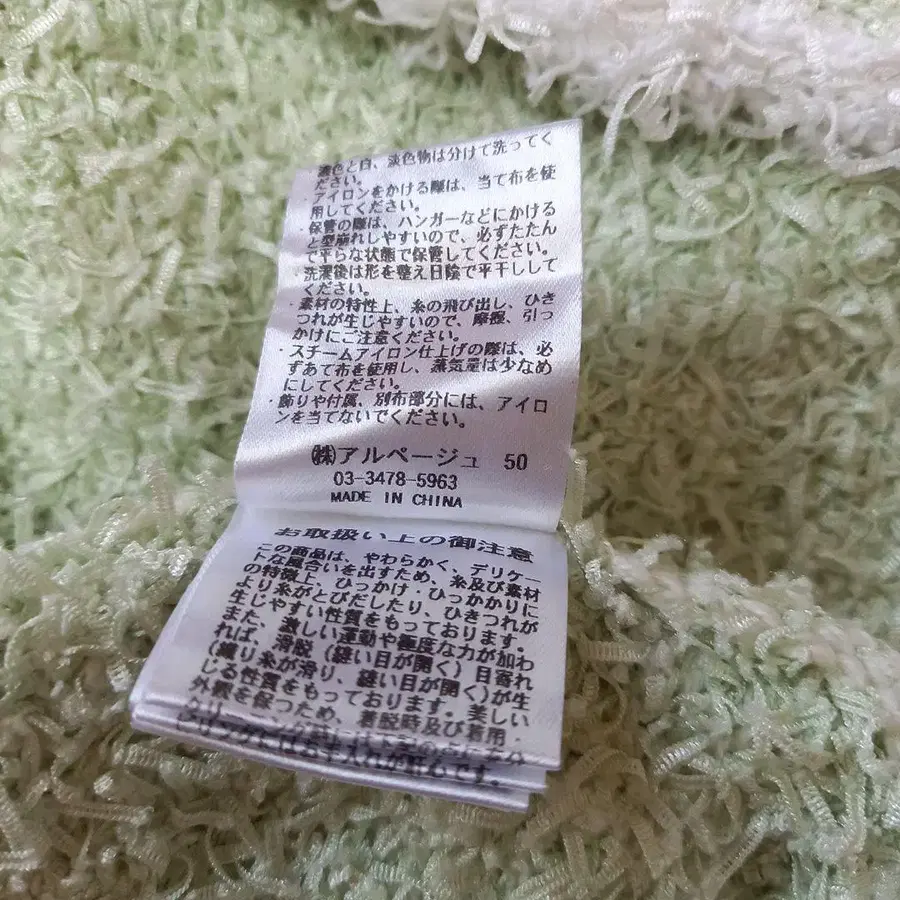 ・濃色と白、淡色物は分けて洗ってく
ださい。
・アイロンをかける際は、当て布を使
用してください。
・保管の際は、ハンガーなどにかける
と型崩れしやすいので、必ずたたん
で平らな状態で保管してください。
・洗濯後は形を整え日陰で平干しして
ください。
・素材の特性上、糸の飛び出し、ひき
つれが生じやすいので、摩擦、引っ
かけにご注意ください。
・スチームアイロン仕上げの際は、必
ずあて布を使用し、蒸気量は少なめ
にしてください。
・飾りや付属、別布部分には、アイロ
ンを当てないでください。
㈱アルページュ 50
03-3478-5963
MADE IN CHINA
お取扱い上の御注意
この商品は、やわらかく、デリケー
トな風合いを出すため、糸及び素材
の特徴上、ひっかけ・ひっかかりに
より糸がとびだしたり、ひきつれが
生じやすい性質をもっております。
また、激しい運動や極度な力が加わ
れば、滑脱（縫い目が開く）目寄れ
（織り糸が滑り、縫い目が開く)が生
じる性質をもっております。美しい
外観を保つため、着脱時及び着用・